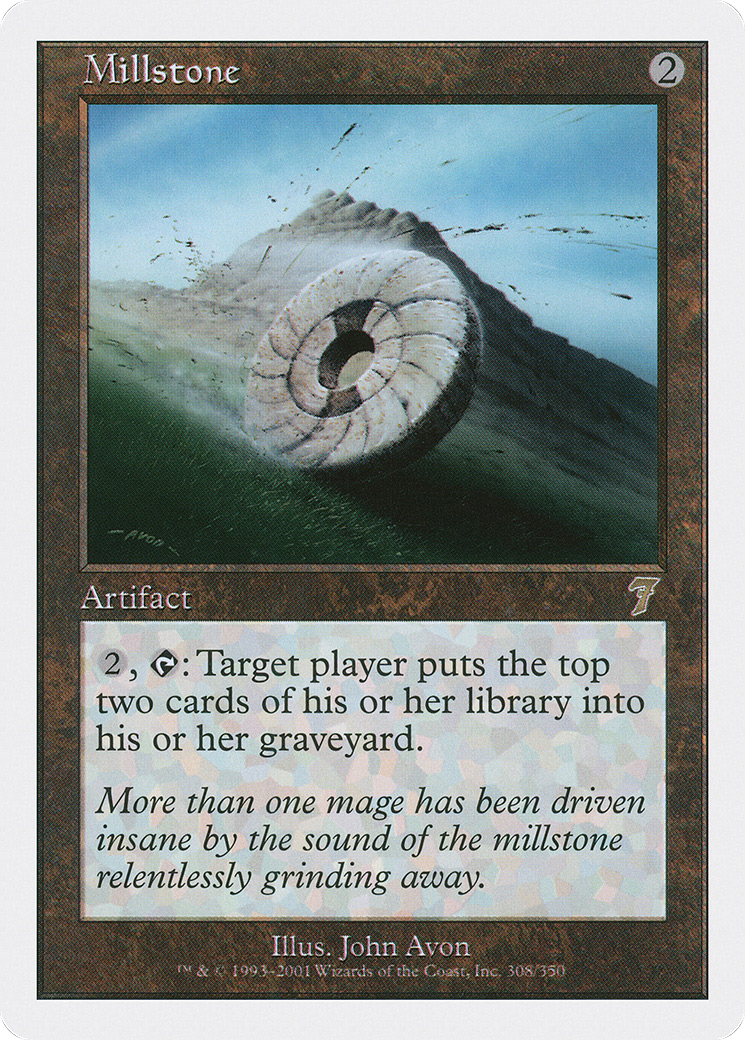 Millstone
2
AVON
Artifact
7
2, : Target player puts the top
two cards of his or her library into
his or her graveyard.
More than one mage has been driven
insane by the sound of the millstone
relentlessly grinding away.
Illus. John Avon
™ & © 1993-2001 Wizards of the Coast, Inc. 308/350